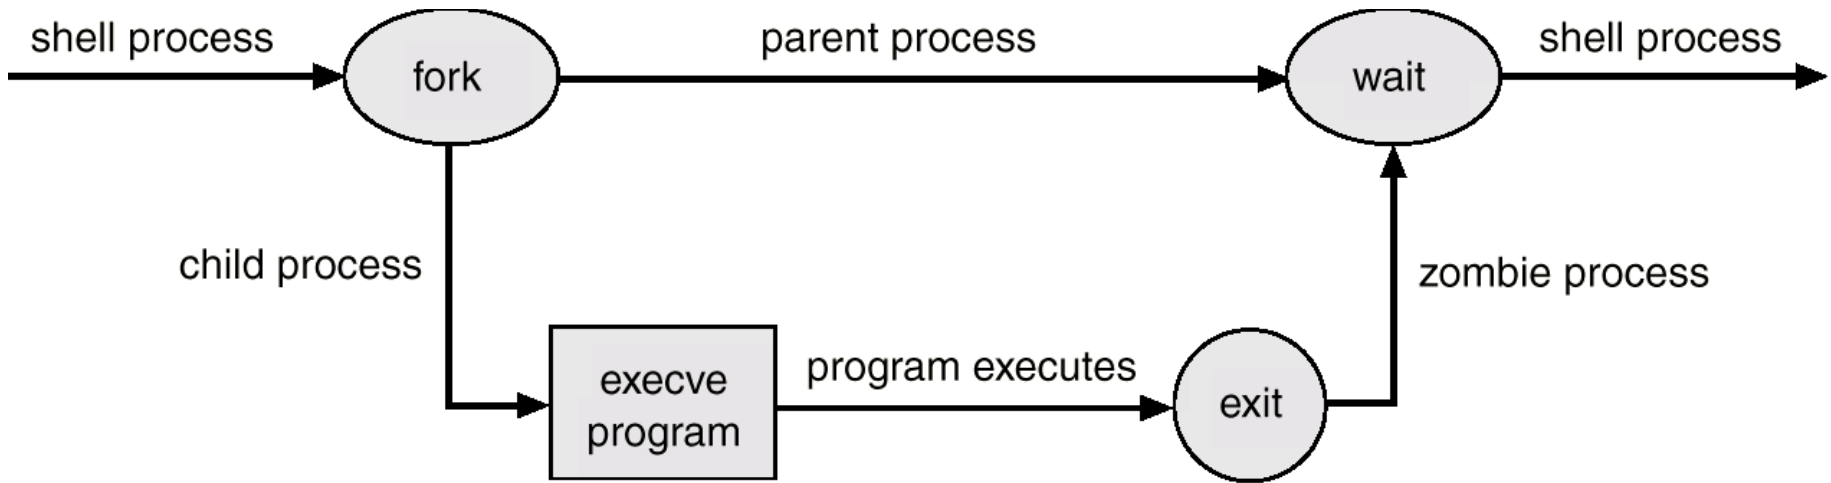 shell process
fork
parent process
wait
shell process
child process
zombie process
execve
program
program executes
exit